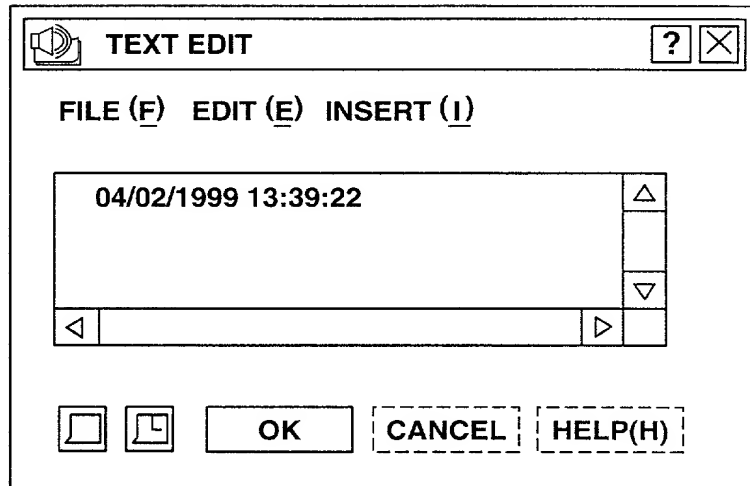 TEXT EDIT ?
FILE (F) EDIT (E) INSERT (I)
04/02/1999 13:39:22
OK CANCEL HELP(H)